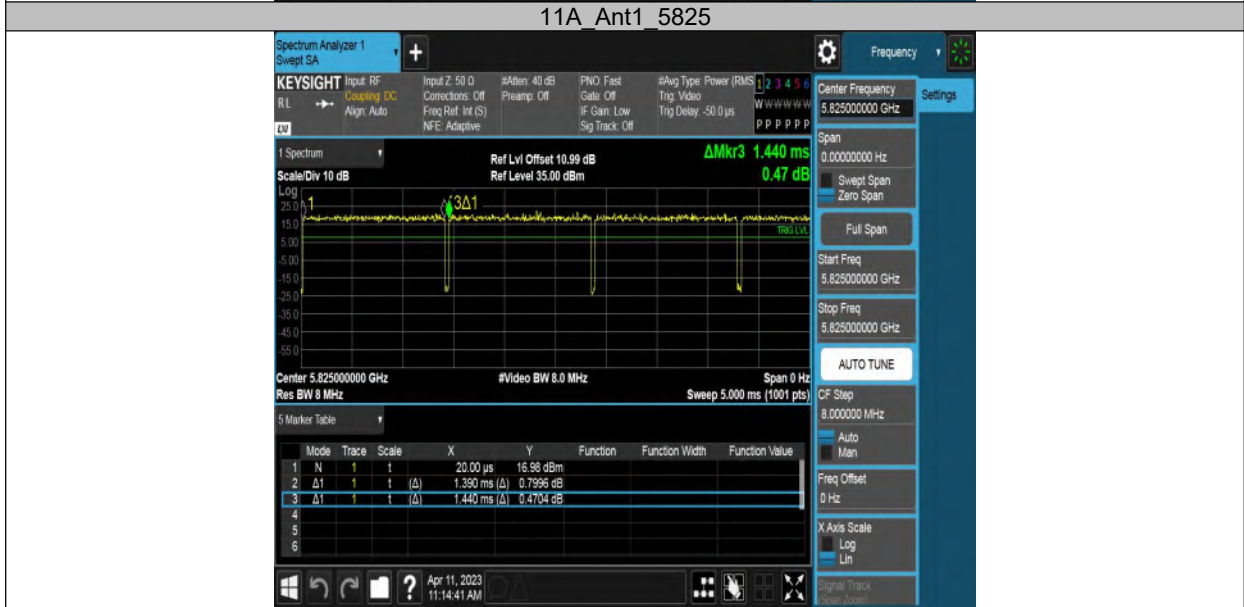 11A_Ant1_5825
Spectrum Analyzer 1
Swept SA
Frequency
KEYSIGHT
Input: RF
Input Z: 50 Ω
#Atten: 40 dB
PNO: Fast
#Avg Type: Power (RMS
1 2 3 4 5 6
RL
Coupling: DC
Corrections: Off
Preamp: Off
Gate: Off
Trig: Video
W W W W W W
Align: Auto
Freq Ref: Int (S)
IF Gain: Low
Trig Delay: -50.0 µs
LXI
NFE: Adaptive
Sig Track: Off
P P P P P P
Center Frequency
5.825000000 GHz
Settings
Span
0.00000000 Hz
Swept Span
Zero Span
Full Span
Start Freq
5.825000000 GHz
Stop Freq
5.825000000 GHz
AUTO TUNE
CF Step
8.000000 MHz
Auto
Man
Freq Offset
0 Hz
X Axis Scale
Log
Lin
Signal Track
(Span Zoom)
1 Spectrum
Scale/Div 10 dB
Ref Lvl Offset 10.99 dB
Ref Level 35.00 dBm
ΔMkr3 1.440 ms
0.47 dB
Log
25.0
15.0
5.00
-5.00
-15.0
-25.0
-35.0
-45.0
-55.0
1
3Δ1
TRIG LVL
Center 5.825000000 GHz
#Video BW 8.0 MHz
Span 0 Hz
Res BW 8 MHz
Sweep 5.000 ms (1001 pts)
5 Marker Table
Mode Trace Scale X Y Function Function Width Function Value
1 N 1 t 20.00 µs 16.98 dBm
2 Δ1 1 t (Δ) 1.390 ms (Δ) 0.7996 dB
3 Δ1 1 t (Δ) 1.440 ms (Δ) 0.4704 dB
4
5
6
?
Apr 11, 2023
11:14:41 AM